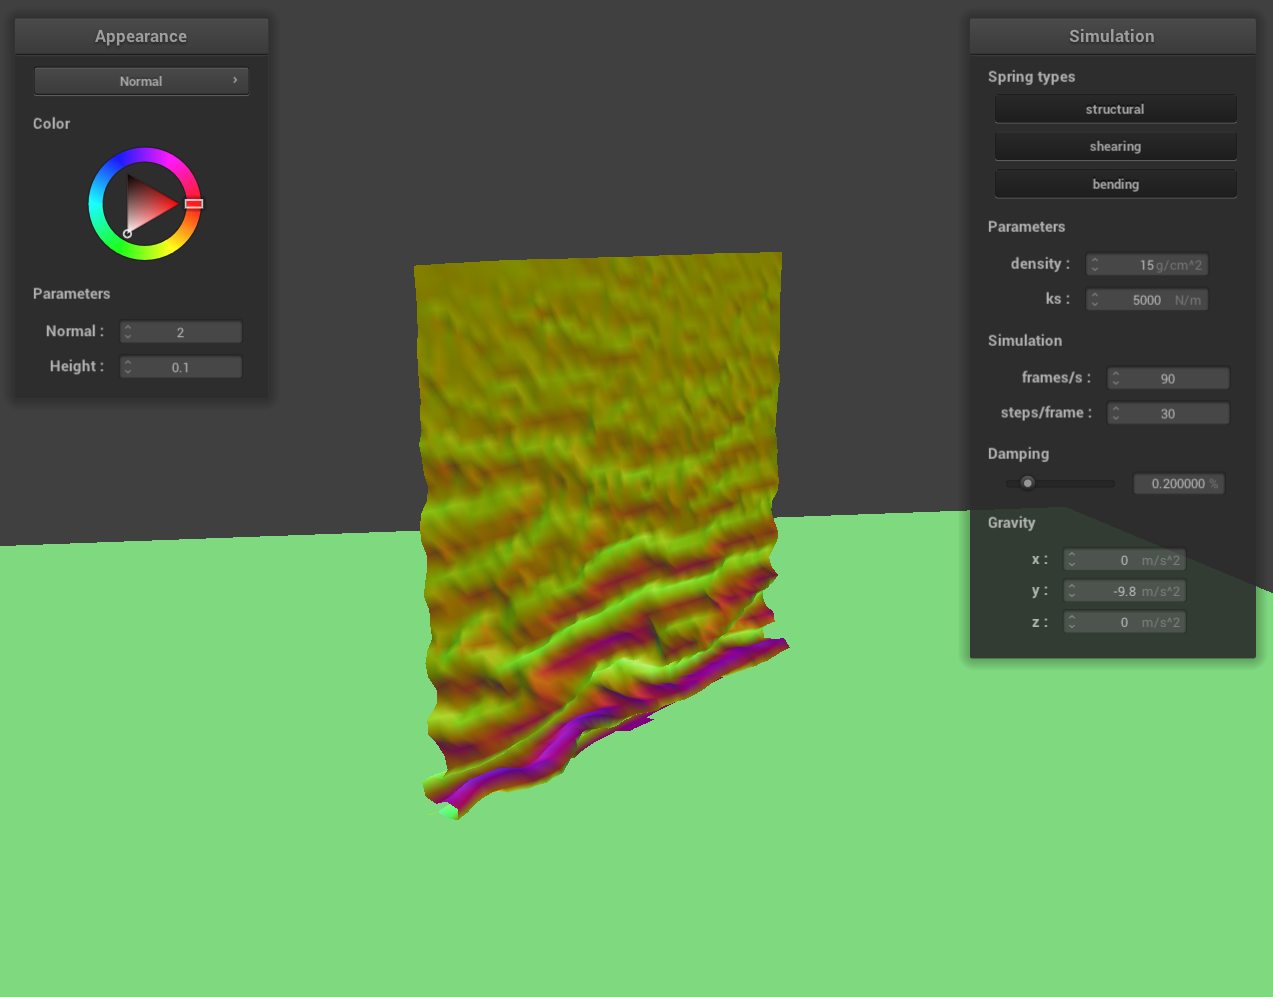 Appearance
Normal
Color
Parameters
Normal : 2
Height : 0.1
Simulation
Spring types
structural
shearing
bending
Parameters
density : 15 g/cm^2
ks : 5000 N/m
Simulation
frames/s : 90
steps/frame : 30
Damping
0.200000 %
Gravity
x : 0 m/s^2
y : -9.8 m/s^2
z : 0 m/s^2